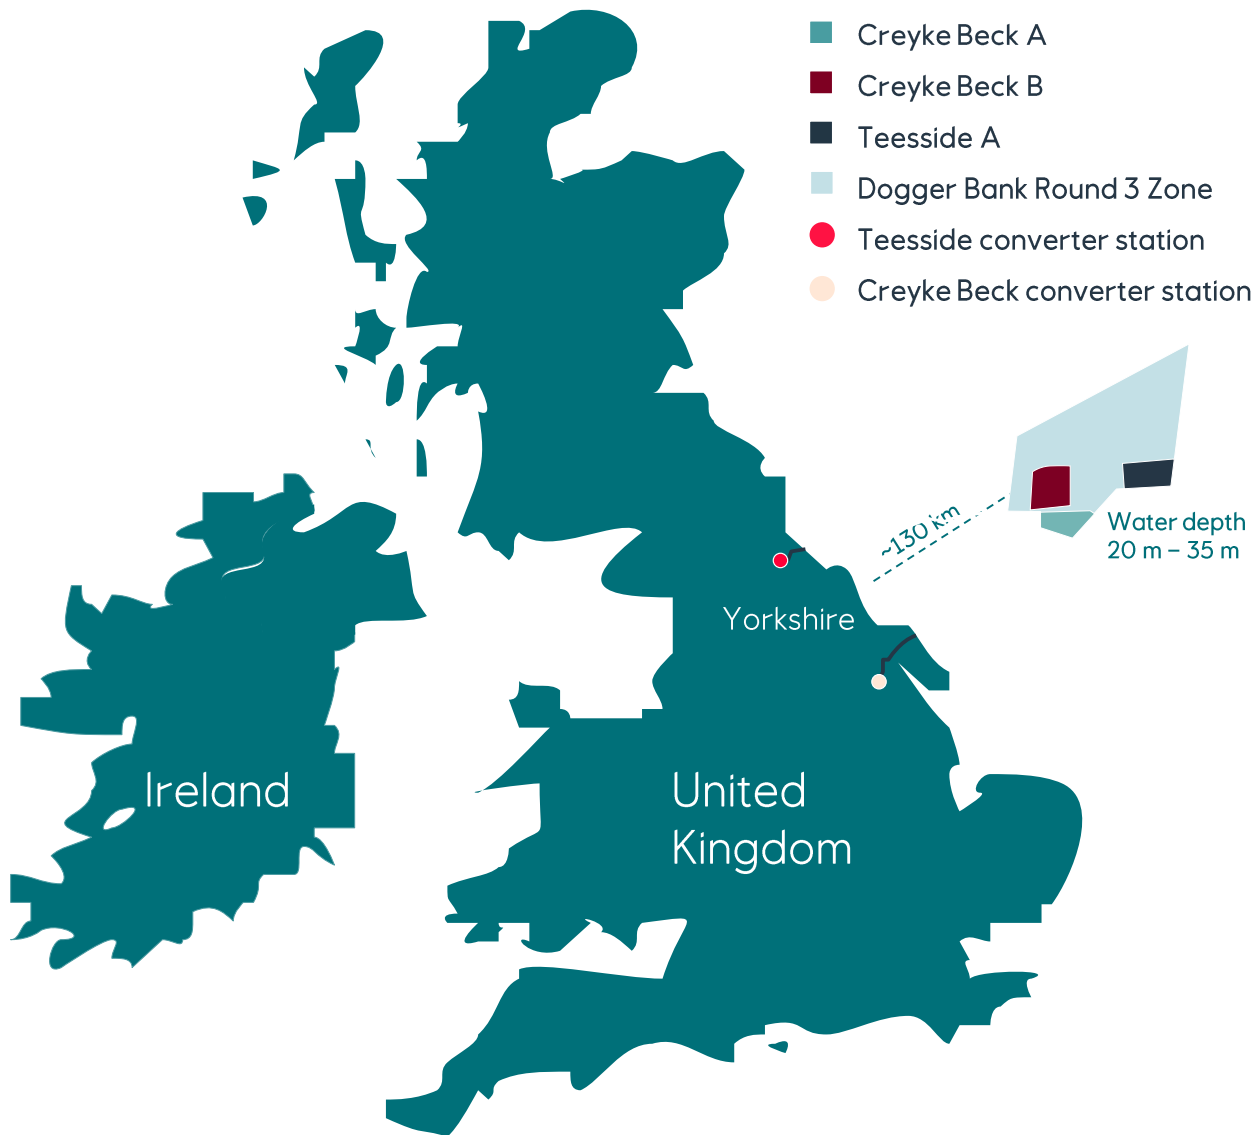 Creyke Beck A
Creyke Beck B
Teesside A
Dogger Bank Round 3 Zone
Teesside converter station
Creyke Beck converter station
~130 km
Water depth
20 m – 35 m
Yorkshire
Ireland
United
Kingdom